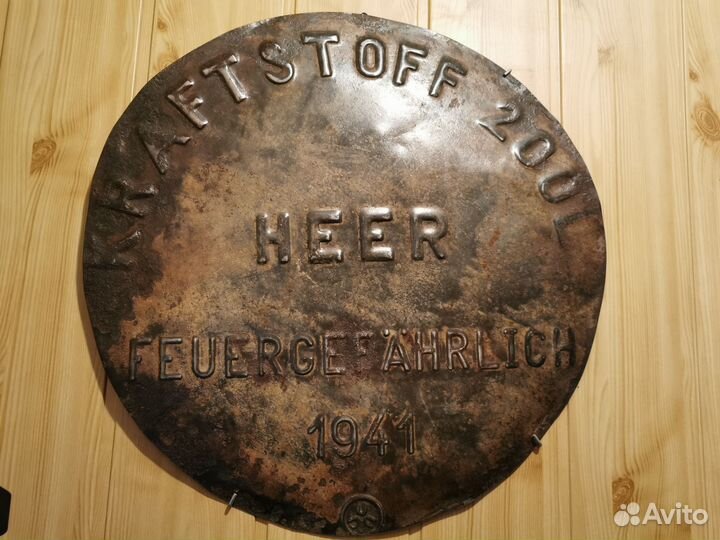 KRAFTSTOFF 200L
HEER
FEUERGEFÄHRLICH
1941
Avito